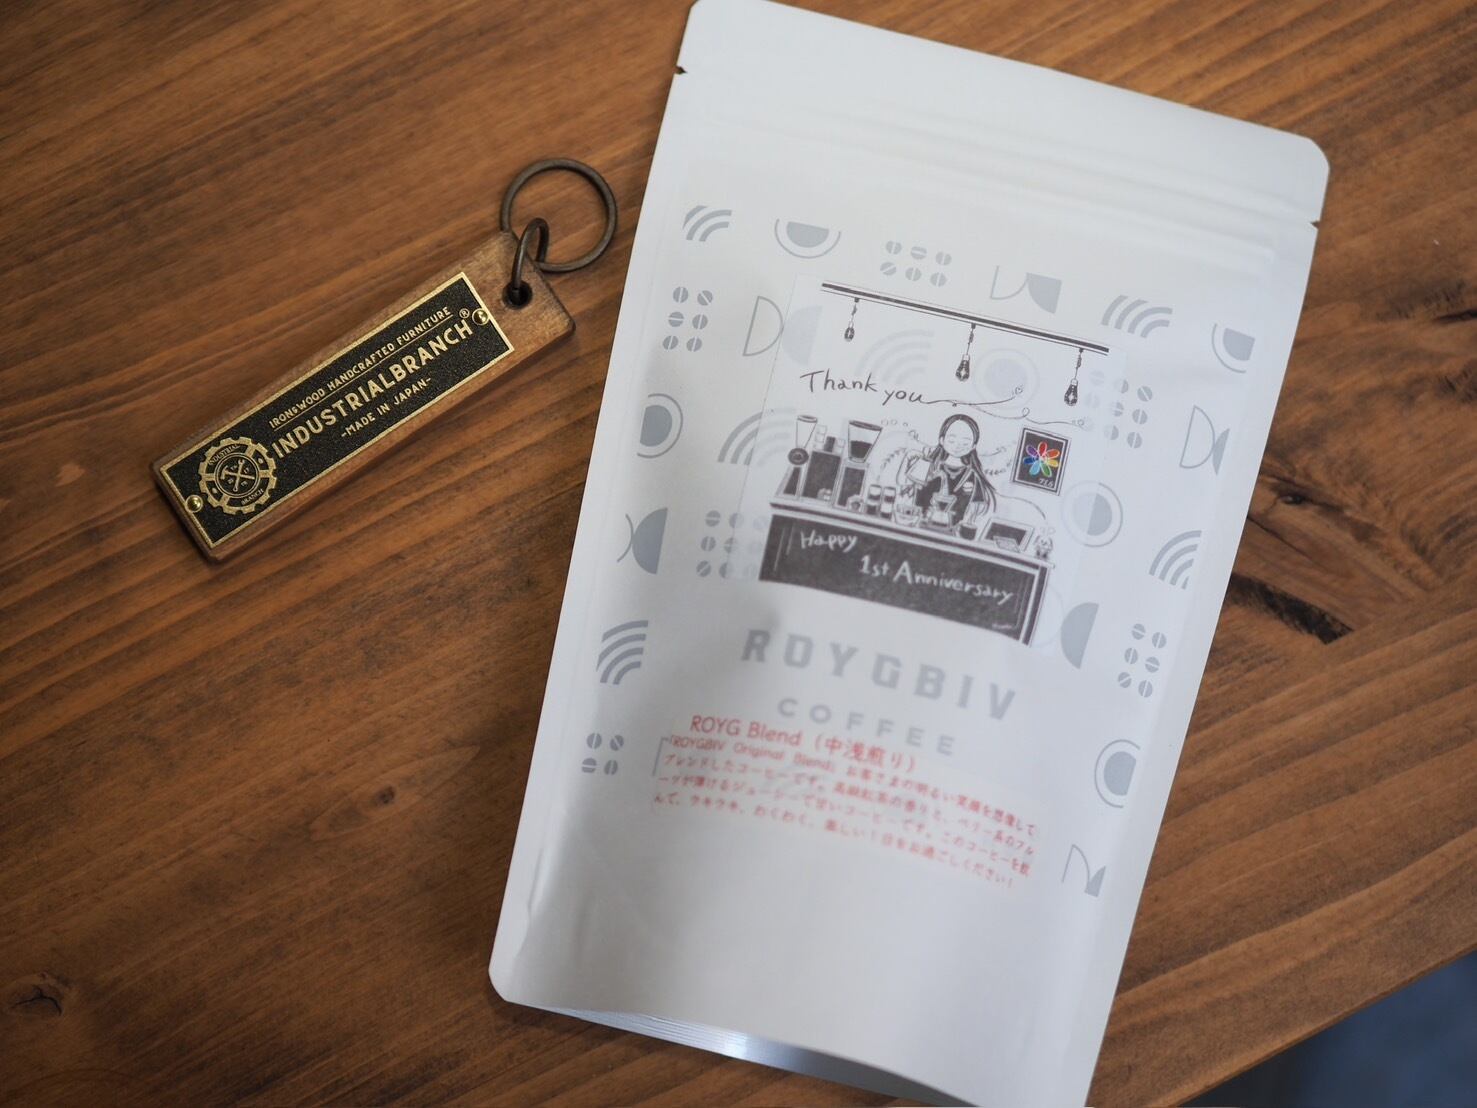 IRON&WOOD HANDCRAFTED FURNITURE
INDUSTRIALBRANCH®
-MADE IN JAPAN-
INDUSTRIAL
BRANCH
Thank you
Happy
1st Anniversary
ROYGBIV
COFFEE
ROYG Blend（中浅煎り）
「ROYGBIV Original Blend」お客さまの明るい笑顔を想像して
ブレンドしたコーヒーです。高級紅茶の香りと、ベリー系のフル
ーツが弾けるジューシーで甘いコーヒーです。このコーヒーを飲
んで、ウキウキ、わくわく、楽しい1日をお過ごしください！